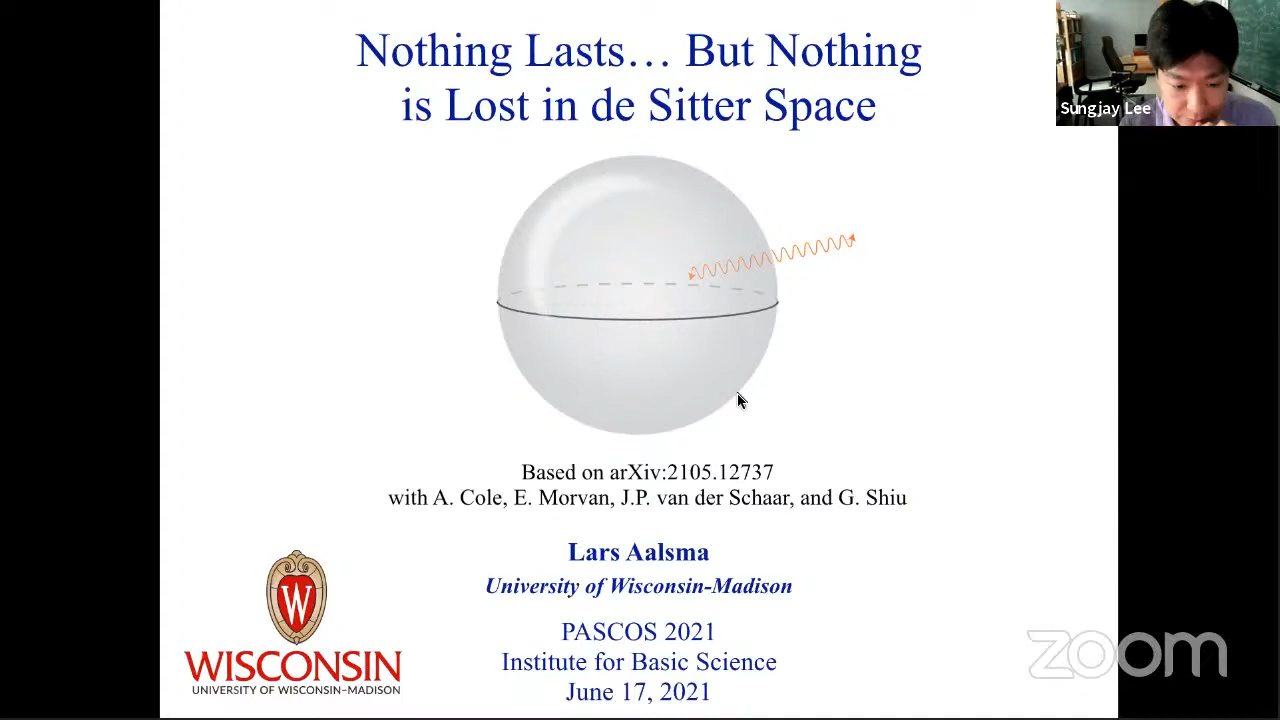 Nothing Lasts… But Nothing
is Lost in de Sitter Space
Sungjay Lee
Based on arXiv:2105.12737
with A. Cole, E. Morvan, J.P. van der Schaar, and G. Shiu
Lars Aalsma
University of Wisconsin-Madison
PASCOS 2021
Institute for Basic Science
June 17, 2021
W
WISCONSIN
UNIVERSITY OF WISCONSIN–MADISON
zoom